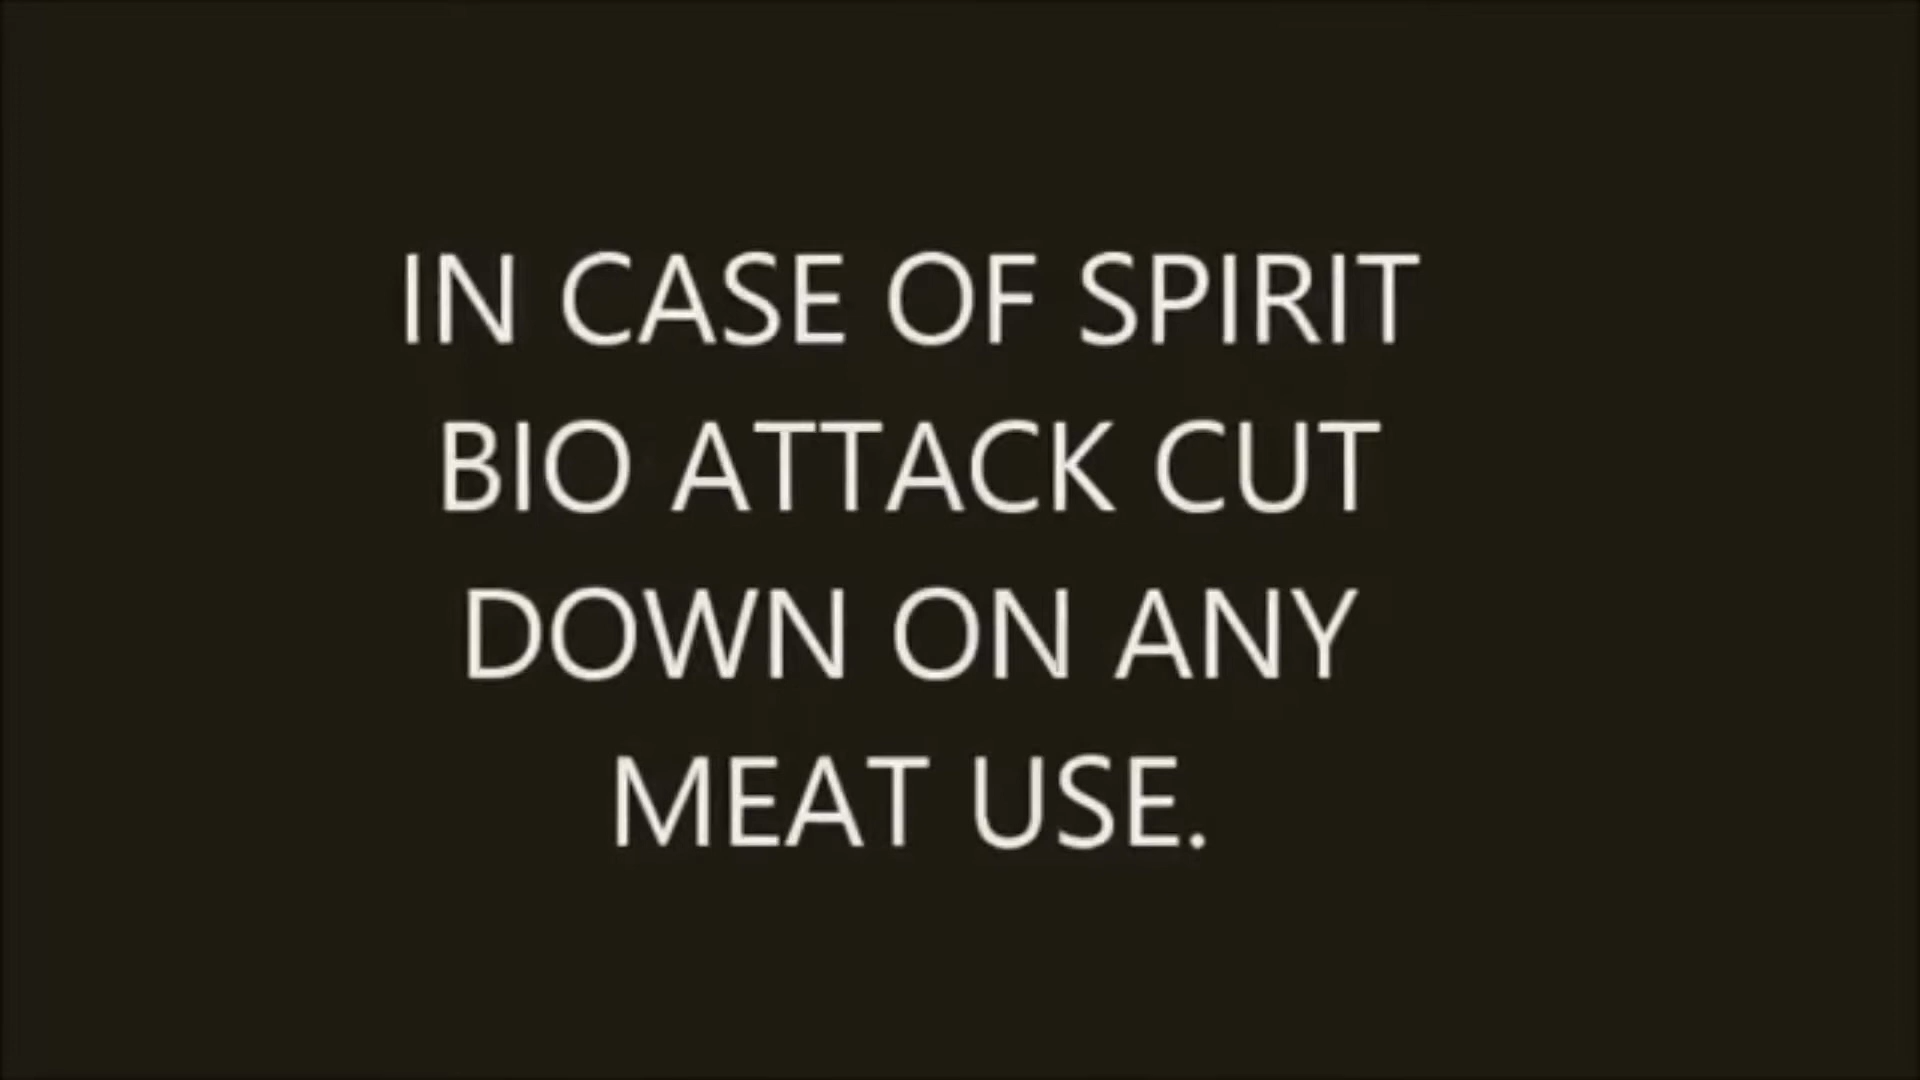 IN CASE OF SPIRIT
BIO ATTACK CUT
DOWN ON ANY
MEAT USE.